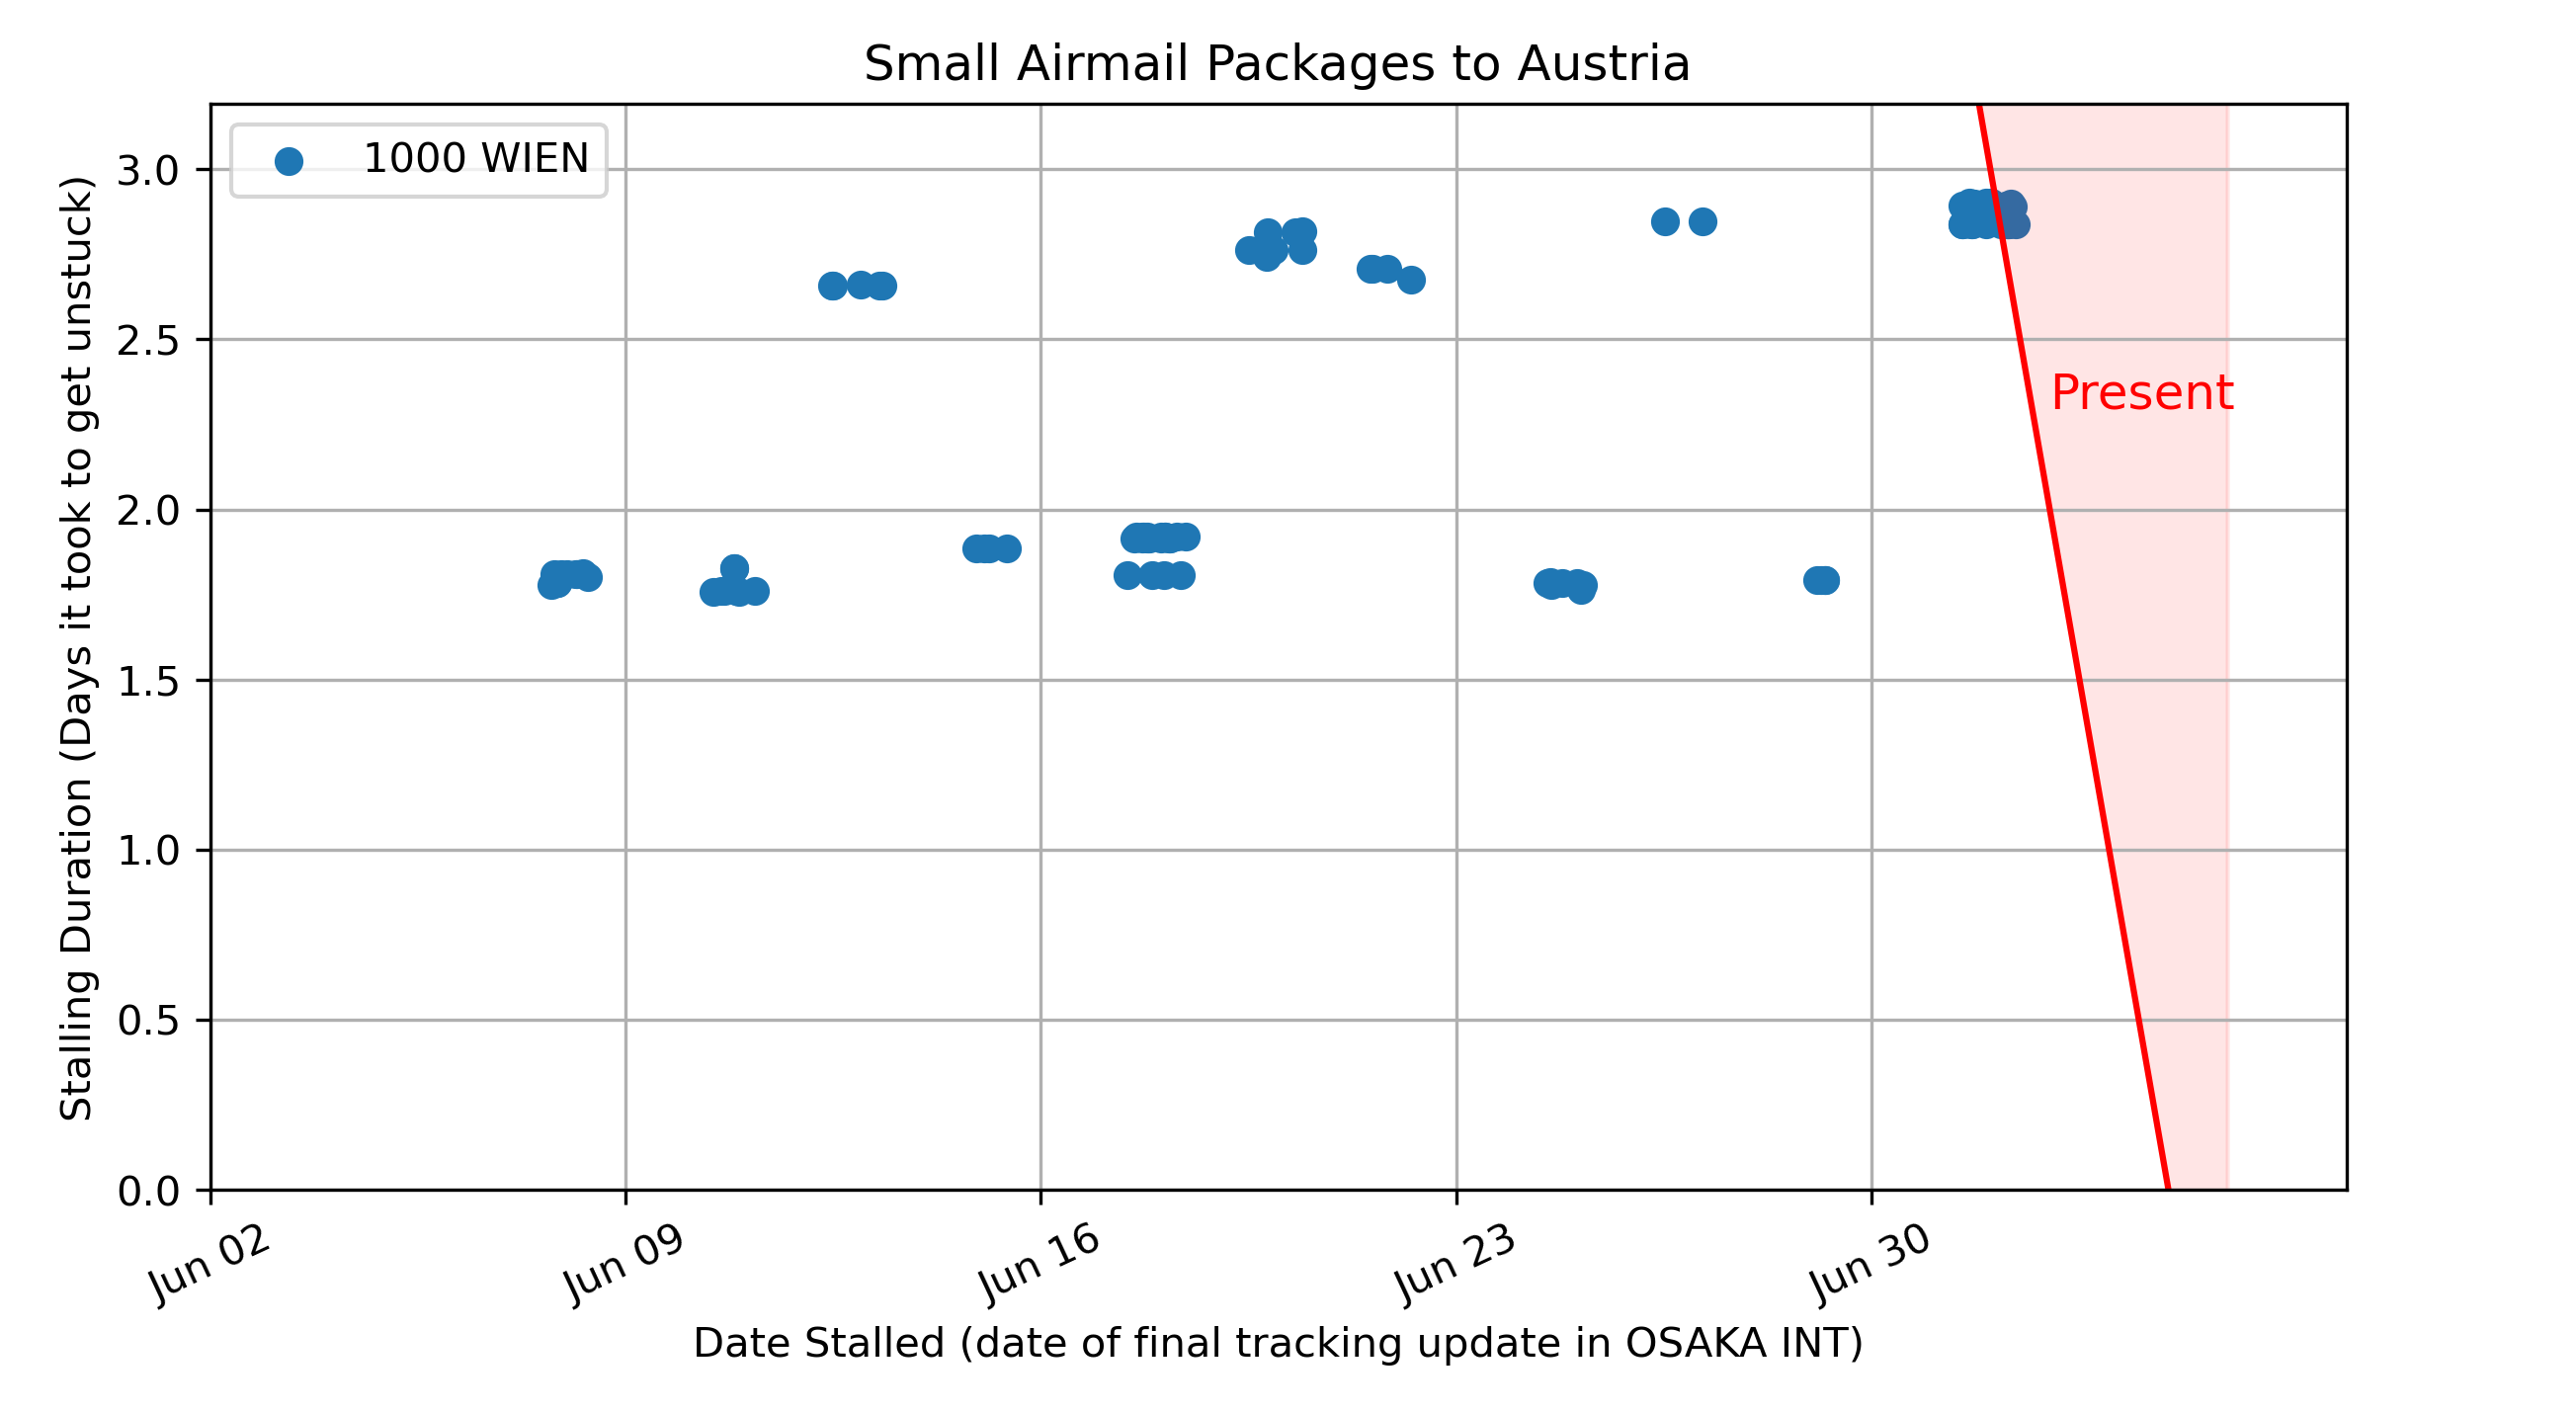 Small Airmail Packages to Austria
1000 WIEN
Stalling Duration (Days it took to get unstuck)
3.0
2.5
2.0
1.5
1.0
0.5
0.0
Present
Jun 02
Jun 09
Jun 16
Jun 23
Jun 30
Date Stalled (date of final tracking update in OSAKA INT)